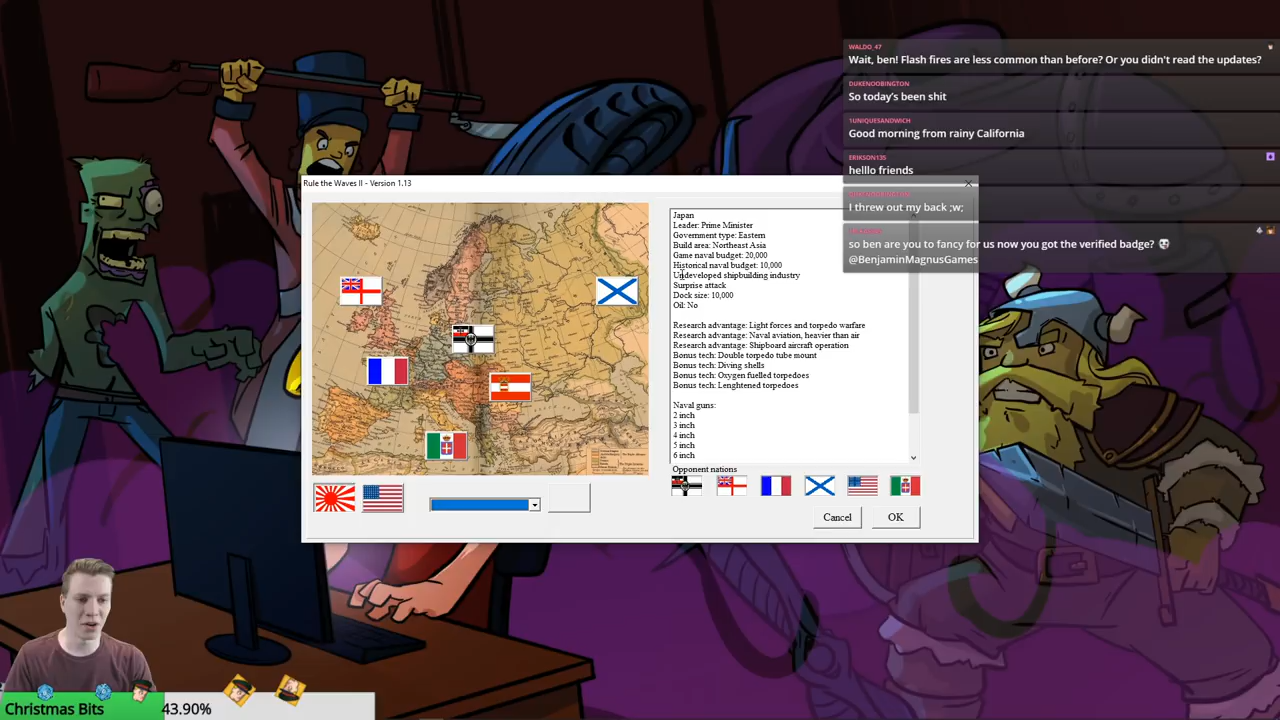 WALDO_47
Wait, ben! Flash fires are less common than before? Or you didn't read the updates?
DUKENOOBINGTON
So today's been shit
1UNIQUESANDWICH
Good morning from rainy California
ERIKSON135
helllo friends
I threw out my back ;w;
so ben are you to fancy for us now you got the verified badge?
@BenjaminMagnusGames
Rule the Waves II - Version 1.13
Japan
Leader: Prime Minister
Government type: Eastern
Build area: Northeast Asia
Game naval budget: 20,000
Historical naval budget: 10,000
Undeveloped shipbuilding industry
Surprise attack
Dock size: 10,000
Oil: No
Research advantage: Light forces and torpedo warfare
Research advantage: Naval aviation, heavier than air
Research advantage: Shipboard aircraft operation
Bonus tech: Double torpedo tube mount
Bonus tech: Diving shells
Bonus tech: Oxygen fuelled torpedoes
Bonus tech: Lenghtened torpedoes
Naval guns:
2 inch
3 inch
4 inch
5 inch
6 inch
Opponent nations
Cancel
OK
Christmas Bits
43.90%